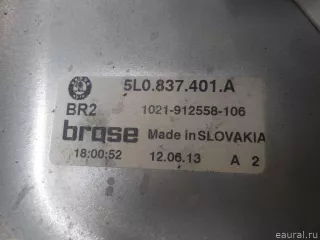 5L0.837.401.A
BR2 1021-912558-106
brose Made in SLOVAKIA
18:00:52 12.06.13 A 2
© eaural.ru